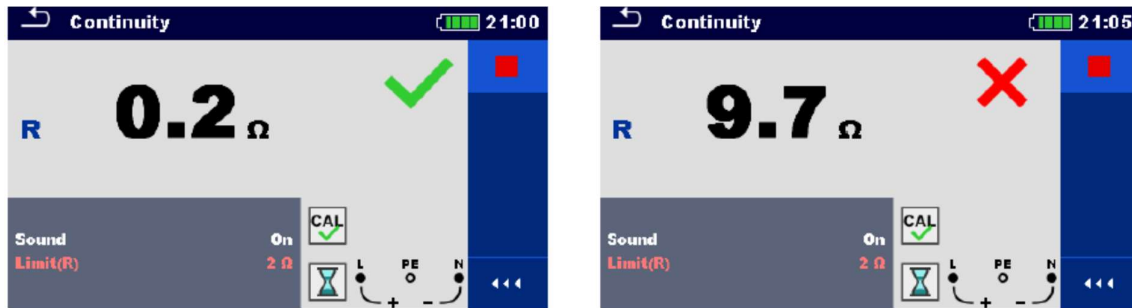 Continuity 21:00
R 0.2 Ω
CAL
Sound On
Limit(R) 2 Ω
L PE N
+ -
Continuity 21:05
R 9.7 Ω
CAL
Sound On
Limit(R) 2 Ω
L PE N
+ -